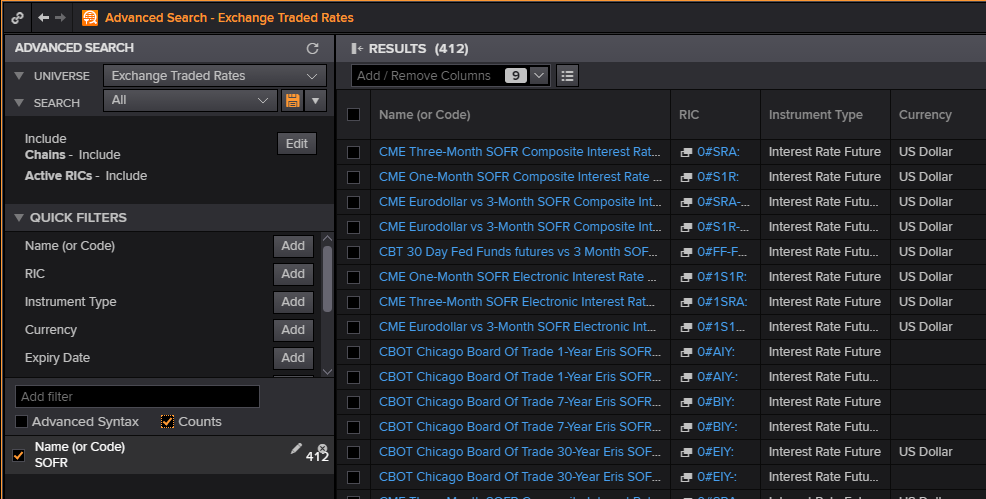 Advanced Search - Exchange Traded Rates
ADVANCED SEARCH
UNIVERSE Exchange Traded Rates
SEARCH All
Include
Chains - Include
Active RICs - Include
Edit
QUICK FILTERS
Name (or Code) Add
RIC Add
Instrument Type Add
Currency Add
Expiry Date Add
Add filter
Advanced Syntax Counts
Name (or Code)
SOFR 412
RESULTS (412)
Add / Remove Columns 9
Name (or Code) RIC Instrument Type Currency
CME Three-Month SOFR Composite Interest Rat... 0#SRA: Interest Rate Future US Dollar
CME One-Month SOFR Composite Interest Rate ... 0#S1R: Interest Rate Future US Dollar
CME Eurodollar vs 3-Month SOFR Composite Int... 0#SRA-... Interest Rate Futu... US Dollar
CME Eurodollar vs 3-Month SOFR Composite Int... 0#S1R-... Interest Rate Futu... US Dollar
CBT 30 Day Fed Funds futures vs 3 Month SOF... 0#FF-F... Interest Rate Futu... US Dollar
CME One-Month SOFR Electronic Interest Rate ... 0#1S1R: Interest Rate Future US Dollar
CME Three-Month SOFR Electronic Interest Rat... 0#1SRA: Interest Rate Future US Dollar
CME Eurodollar vs 3-Month SOFR Electronic Int... 0#1S1... Interest Rate Futu... US Dollar
CBOT Chicago Board Of Trade 1-Year Eris SOFR... 0#AIY: Interest Rate Future
CBOT Chicago Board Of Trade 1-Year Eris SOFR... 0#AIY-: Interest Rate Futu...
CBOT Chicago Board Of Trade 7-Year Eris SOFR... 0#BIY: Interest Rate Future
CBOT Chicago Board Of Trade 7-Year Eris SOFR... 0#BIY-: Interest Rate Futu...
CBOT Chicago Board Of Trade 30-Year Eris SOF... 0#EIY: Interest Rate Future US Dollar
CBOT Chicago Board Of Trade 30-Year Eris SOF... 0#EIY-: Interest Rate Futu...